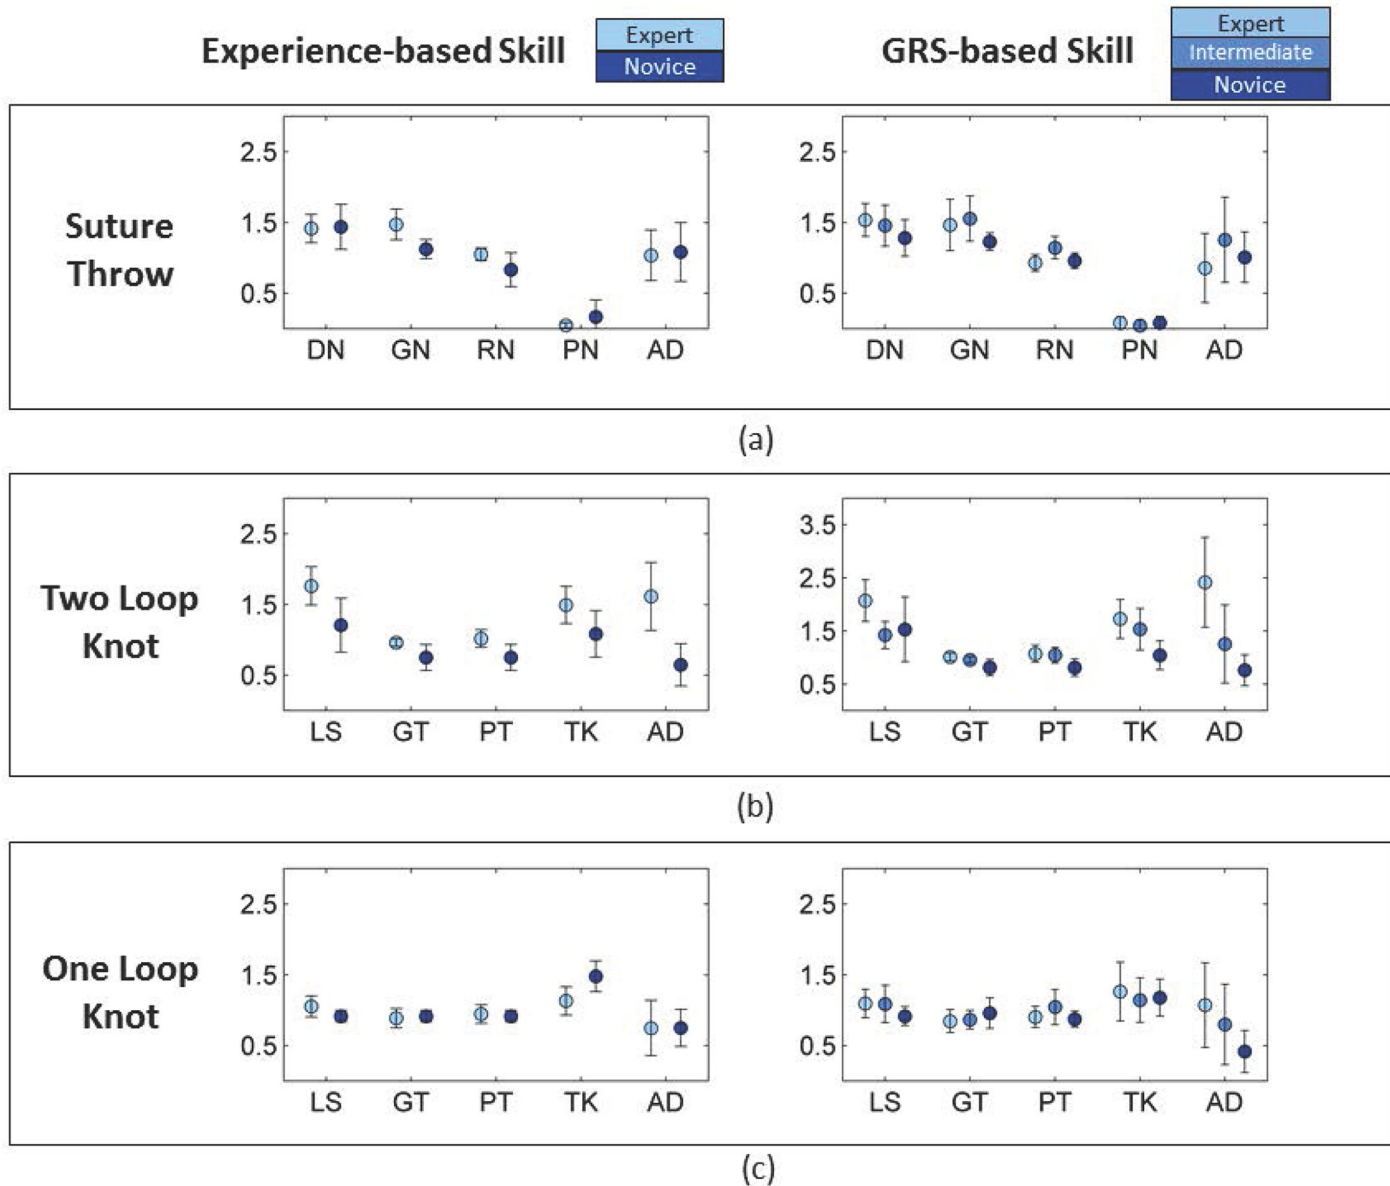 Experience-based Skill
Expert
Novice
GRS-based Skill
Expert
Intermediate
Novice
Suture
Throw
2.5
1.5
0.5
DN GN RN PN AD
2.5
1.5
0.5
DN GN RN PN AD
(a)
Two Loop
Knot
2.5
1.5
0.5
LS GT PT TK AD
3.5
2.5
1.5
0.5
LS GT PT TK AD
(b)
One Loop
Knot
2.5
1.5
0.5
LS GT PT TK AD
2.5
1.5
0.5
LS GT PT TK AD
(c)